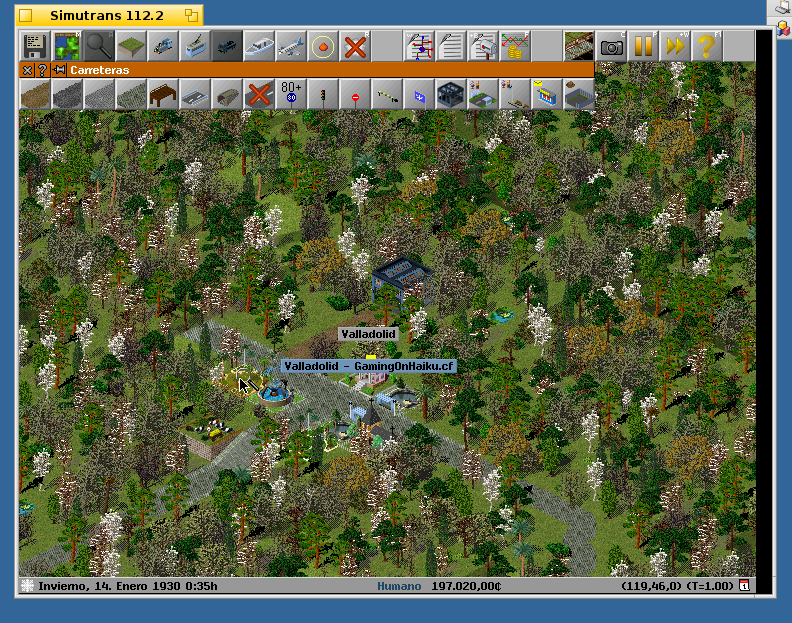 Simutrans 112.2
Carreteras
80+
80
Valladolid
Valladolid - GamingOnHaiku.cf
Invierno, 14. Enero 1930 0:35h
Humano 197.020,00¢
(119,46,0) (T=1.00)